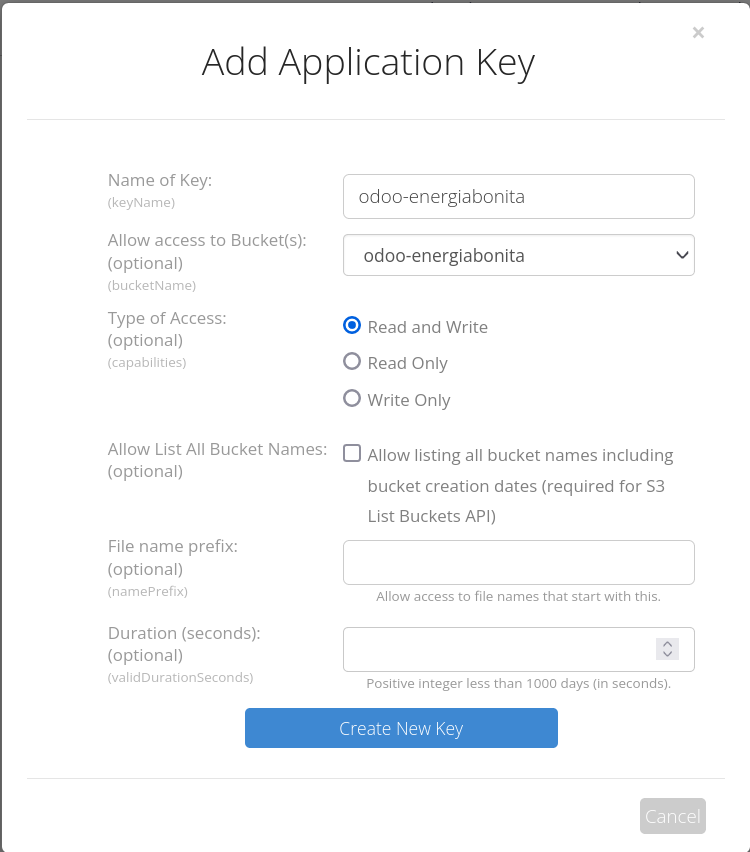 ×
Add Application Key
Name of Key:
(keyName)
odoo-energiabonita
Allow access to Bucket(s):
(optional)
(bucketName)
odoo-energiabonita
Type of Access:
(optional)
(capabilities)
Read and Write
Read Only
Write Only
Allow List All Bucket Names:
(optional)
Allow listing all bucket names including
bucket creation dates (required for S3
List Buckets API)
File name prefix:
(optional)
(namePrefix)
Allow access to file names that start with this.
Duration (seconds):
(optional)
(validDurationSeconds)
Positive integer less than 1000 days (in seconds).
Create New Key
Cancel